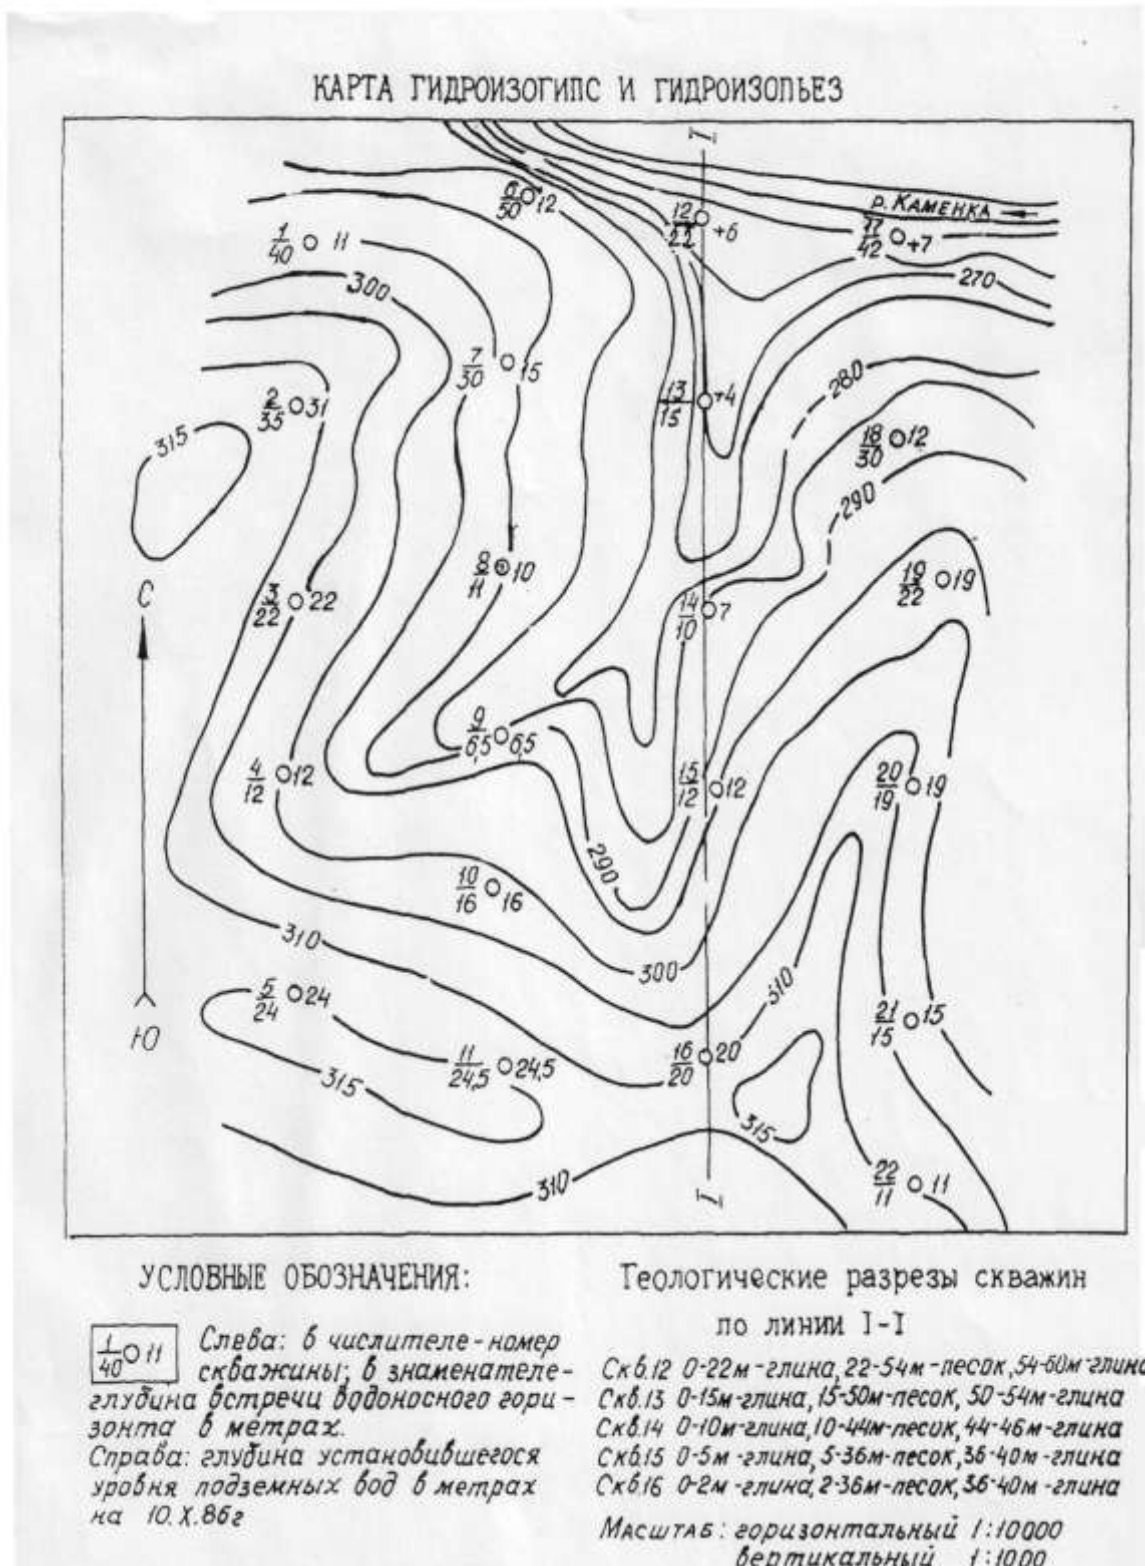 КАРТА ГИДРОИЗОГИПС И ГИДРОИЗОПЬЕЗ
I
6
50 12
12
22 +6
р. КАМЕНКА
17
42 +7
1
40 11
300
270
7
30 15
280
13
15 +4
2
35 31
18
30 12
315
290
8
11 10
19
22 19
С
3
22 22
14
10 7
9
6,5 6,5
4
12 12
15
12 12
20
19 19
290
10
16 16
310
300
310
5
24 24
21
15 15
Ю
16
20 20
11
24,5 24,5
315
315
22
11 11
310
I
УСЛОВНЫЕ ОБОЗНАЧЕНИЯ:
1
40 11
Слева: в числителе-номер
скважины; в знаменателе-
глубина встречи водоносного гори-
зонта в метрах.
Справа: глубина установившегося
уровня подземных вод в метрах
на 10.X.86г
Теологические разрезы скважин
по линии I-I
Скв.12 0-22м-глина, 22-54м-песок, 54-60м-глина
Скв.13 0-15м-глина, 15-50м-песок, 50-54м-глина
Скв.14 0-10м-глина, 10-44м-песок, 44-46м-глина
Скв.15 0-5м-глина, 5-36м-песок, 36-40м-глина
Скв.16 0-2м-глина, 2-36м-песок, 36-40м-глина
МАСШТАБ: горизонтальный 1:10000
вертикальный 1:1000